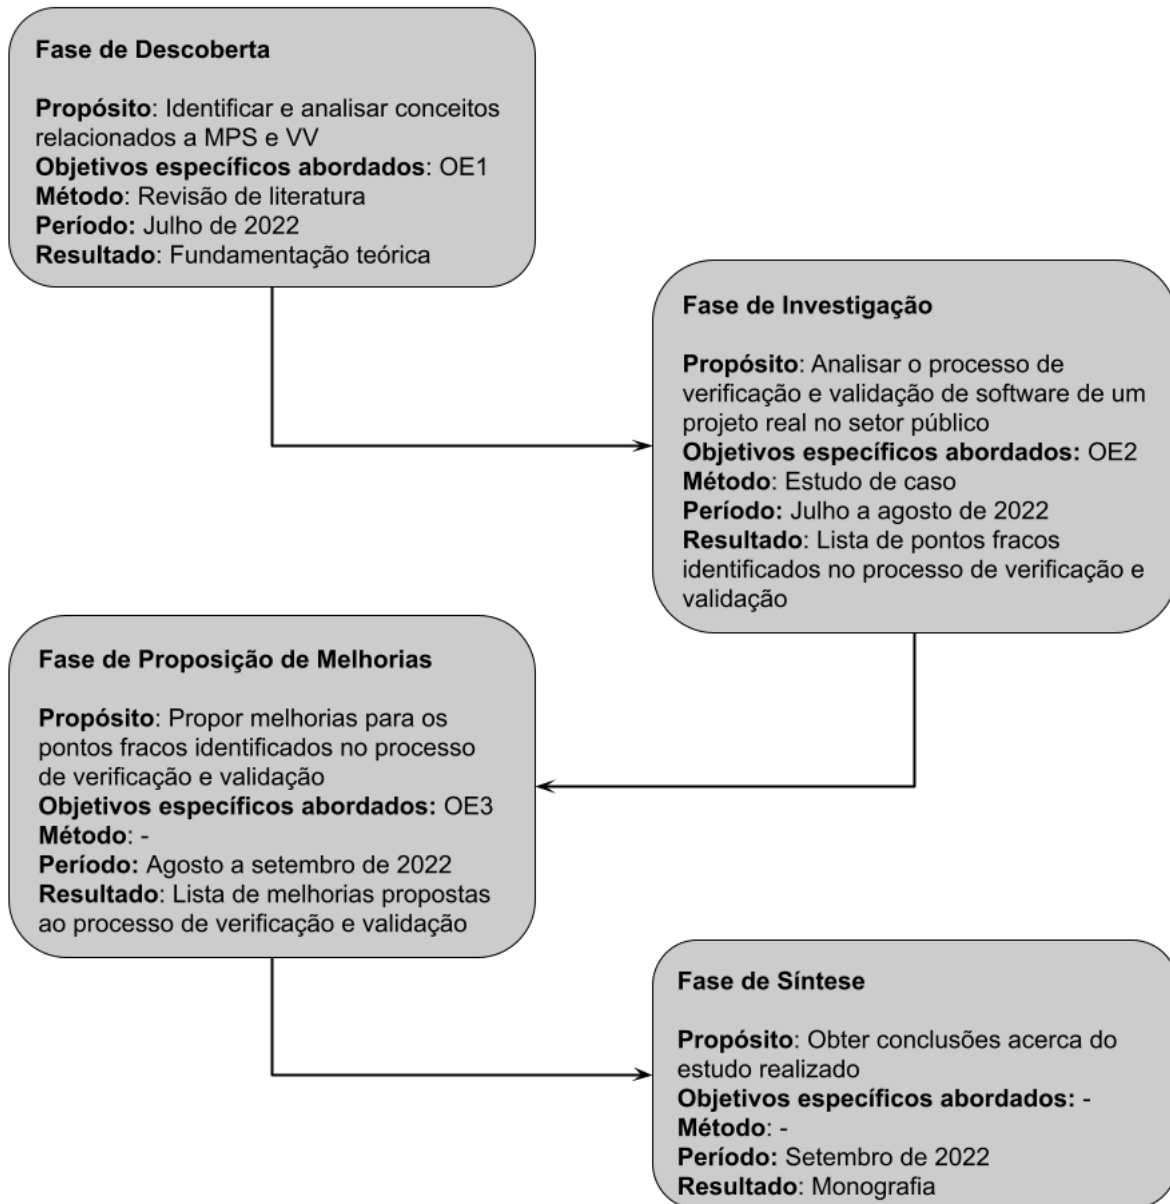 Fase de Descoberta
Propósito: Identificar e analisar conceitos
relacionados a MPS e VV
Objetivos específicos abordados: OE1
Método: Revisão de literatura
Período: Julho de 2022
Resultado: Fundamentação teórica
Fase de Investigação
Propósito: Analisar o processo de
verificação e validação de software de um
projeto real no setor público
Objetivos específicos abordados: OE2
Método: Estudo de caso
Período: Julho a agosto de 2022
Resultado: Lista de pontos fracos
identificados no processo de verificação e
validação
Fase de Proposição de Melhorias
Propósito: Propor melhorias para os
pontos fracos identificados no processo
de verificação e validação
Objetivos específicos abordados: OE3
Método: -
Período: Agosto a setembro de 2022
Resultado: Lista de melhorias propostas
ao processo de verificação e validação
Fase de Síntese
Propósito: Obter conclusões acerca do
estudo realizado
Objetivos específicos abordados: -
Método: -
Período: Setembro de 2022
Resultado: Monografia